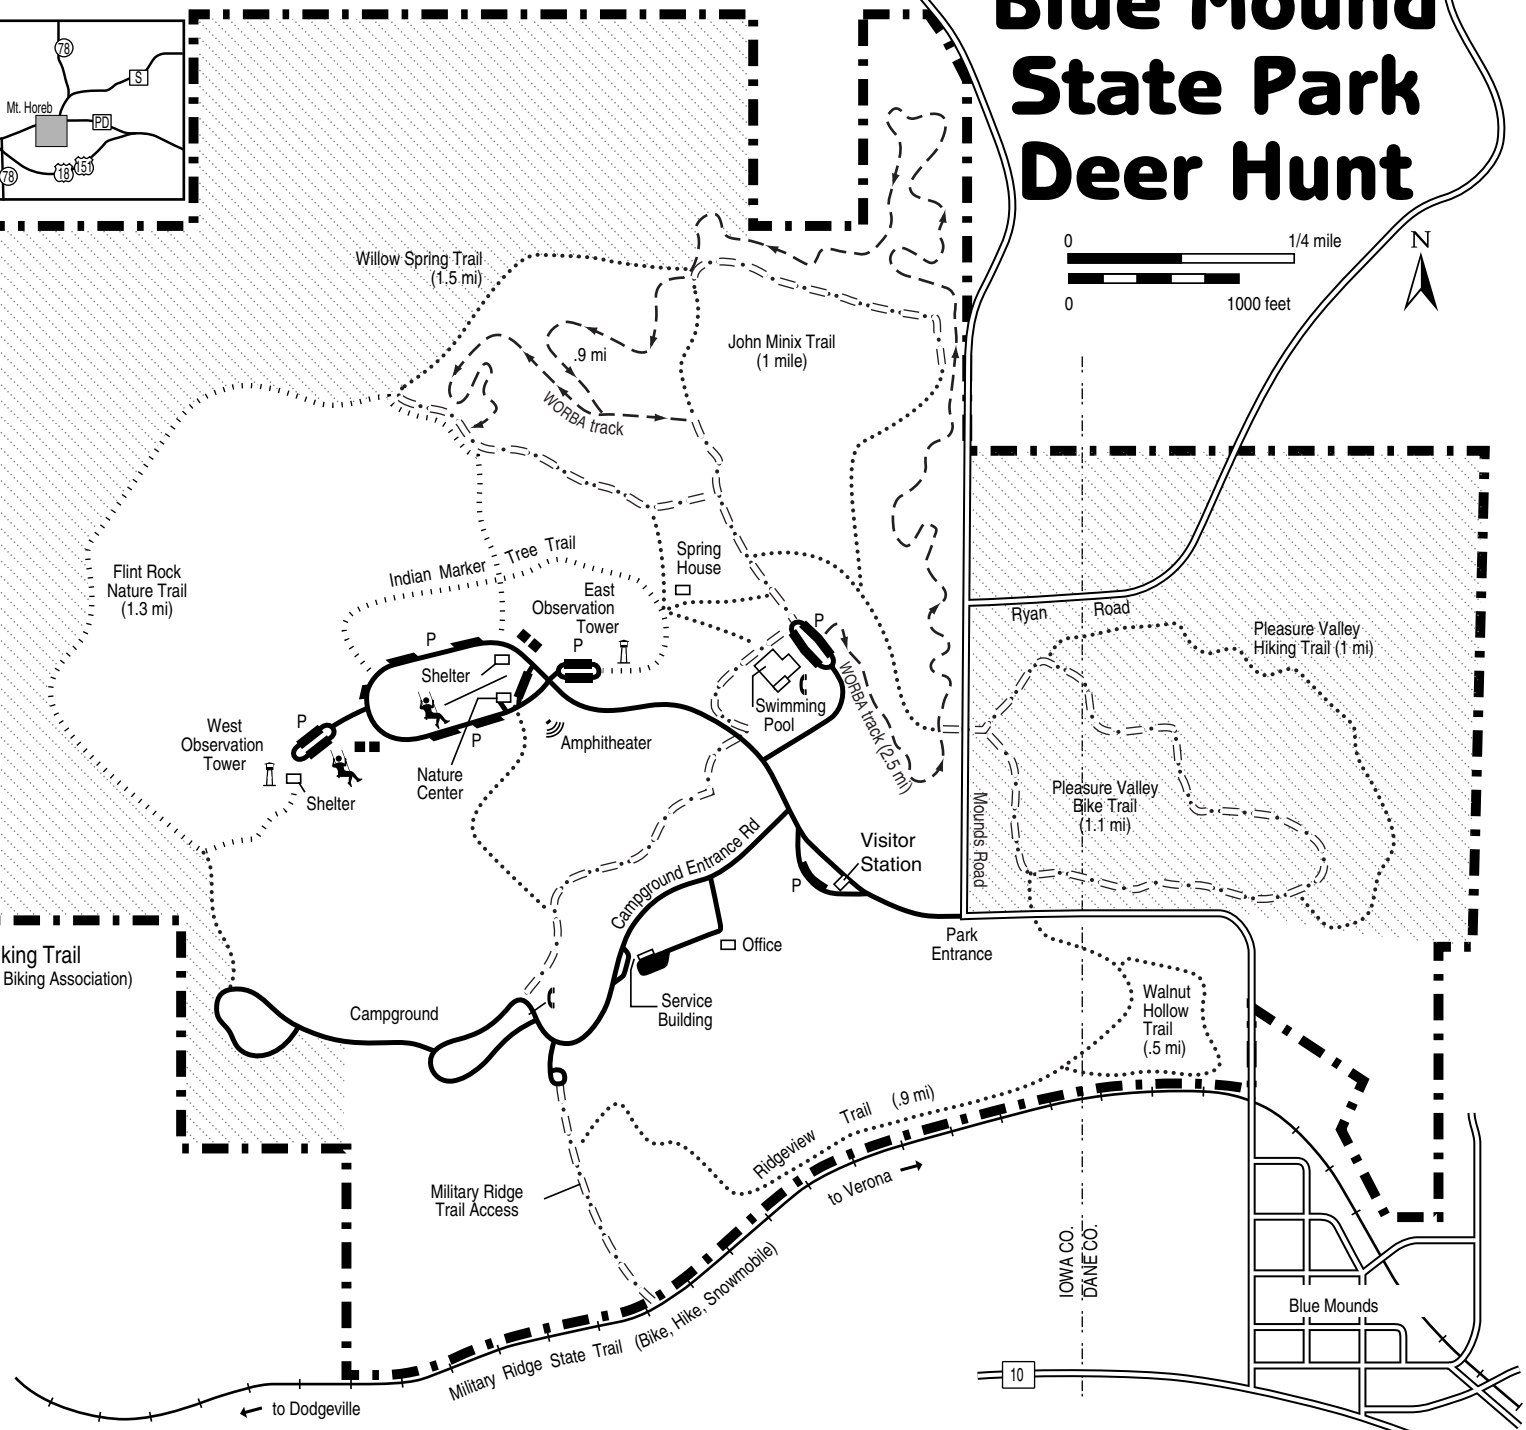 Blue Mound
State Park
Deer Hunt
78
S
Mt. Horeb
PD
18
151
78
0
1/4 mile
0
1000 feet
N
Willow Spring Trail
(1.5 mi)
John Minix Trail
(1 mile)
.9 mi
WORBA track
Flint Rock
Nature Trail
(1.3 mi)
Indian Marker Tree Trail
Spring
House
East
Observation
Tower
P
P
P
Ryan Road
Pleasure Valley
Hiking Trail (1 mi)
Shelter
Swimming
Pool
WORBA track (2.5 mi)
West
Observation
Tower
P
P
Amphitheater
Nature
Center
Shelter
Pleasure Valley
Bike Trail
(1.1 mi)
Mounds Road
Campground Entrance Rd
Visitor
Station
P
Park
Entrance
Office
king Trail
Biking Association)
Service
Building
Campground
Walnut
Hollow
Trail
(.5 mi)
Ridgeview Trail (.9 mi)
to Verona
Military Ridge
Trail Access
IOWA CO.
DANE CO.
Blue Mounds
Military Ridge State Trail (Bike, Hike, Snowmobile)
10
to Dodgeville